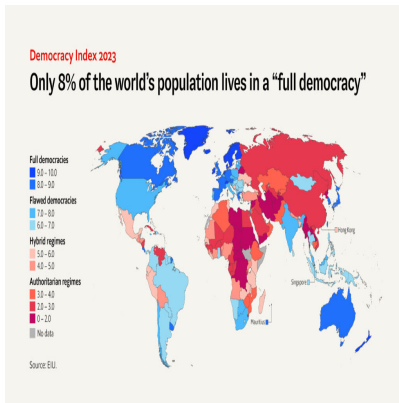 Democracy Index 2023
Only 8% of the world's population lives in a "full democracy"
Full democracies
9.0 - 10.0
8.0 - 9.0
Flawed democracies
7.0 - 8.0
6.0 - 7.0
Hybrid regimes
5.0 - 6.0
4.0 - 5.0
Authoritarian regimes
3.0 - 4.0
2.0 - 3.0
0 - 2.0
No data
Hong Kong
Singapore
Mauritius
Source: EIU.